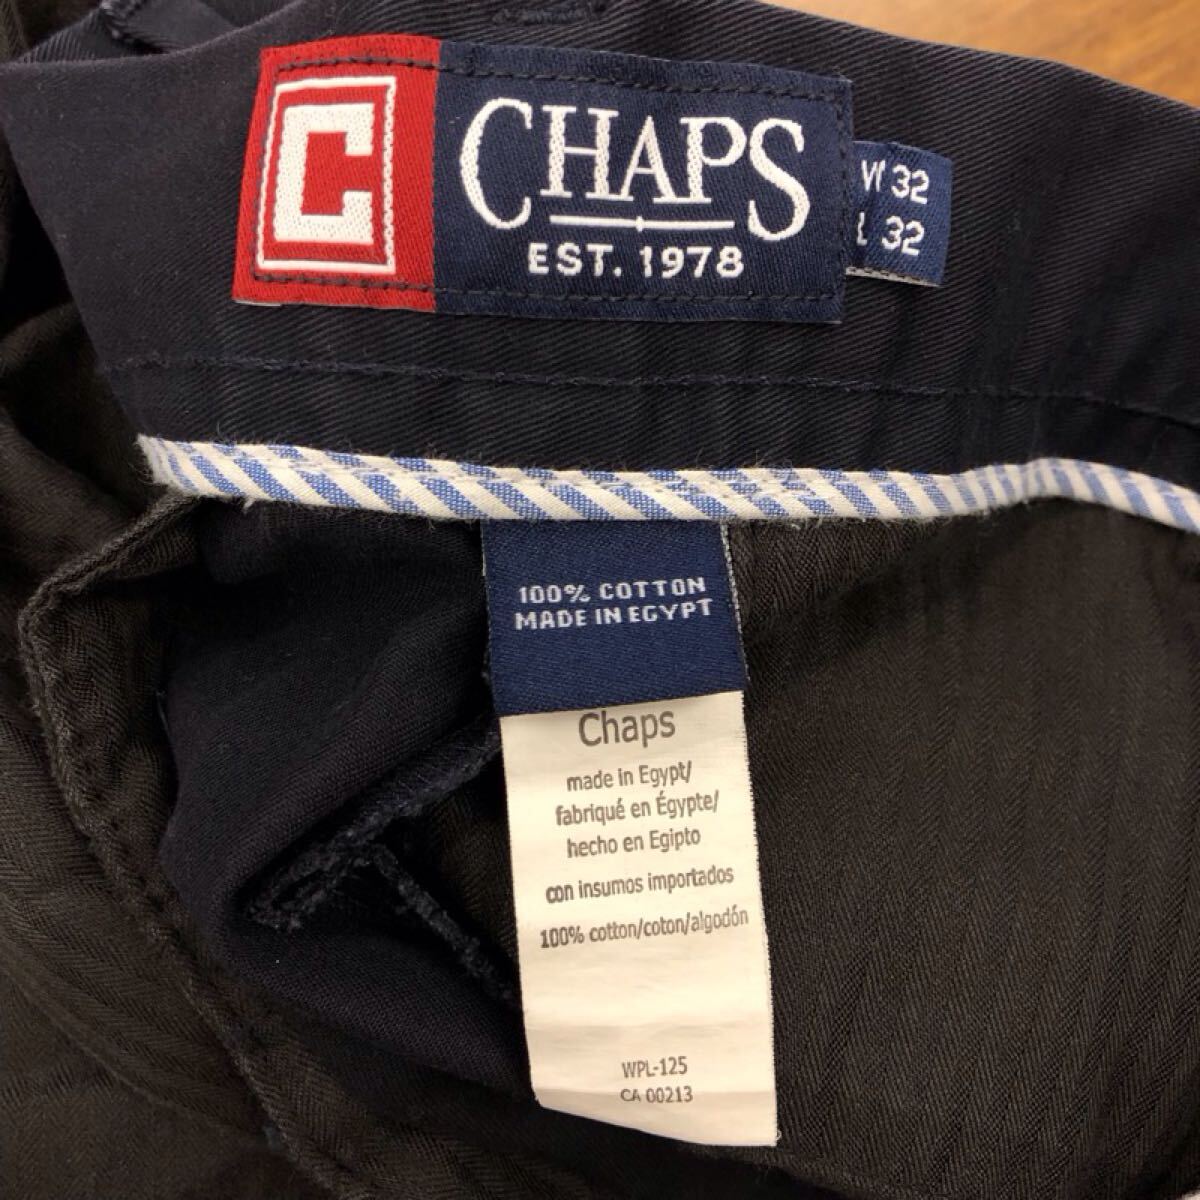 C CHAPS
EST. 1978
W 32
L 32
100% COTTON
MADE IN EGYPT
Chaps
made in Egypt/
fabriqué en Égypte/
hecho en Egipto
con insumos importados
100% cotton/coton/algodón
WPL-125
CA 00213